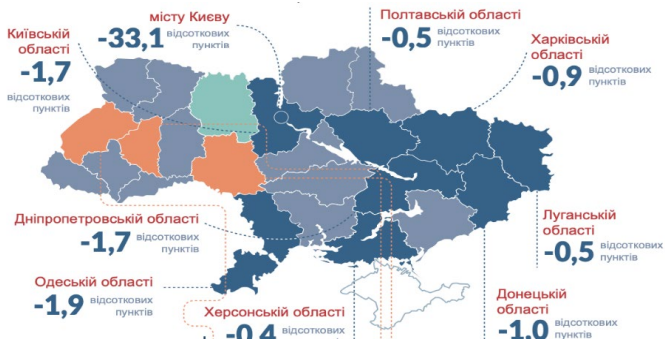 місту Києву
-33,1 відсоткових
пунктів
Полтавській області
-0,5 відсоткових
пунктів
Київській
області
-1,7
відсоткових
пунктів
Харківській
області
-0,9 відсоткових
пунктів
Дніпропетровській області
-1,7 відсоткових
пунктів
Луганській
області
-0,5 відсоткових
пунктів
Одеській області
-1,9 відсоткових
пунктів
Херсонській області
-0,4 відсоткових
Донецькій
області
-1,0 відсоткових
пунктів